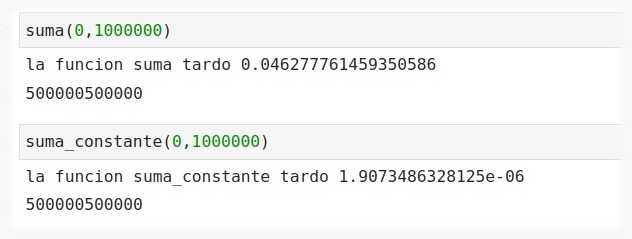 suma(0,1000000)
la funcion suma tardo 0.046277761459350586
500000500000
suma_constante(0,1000000)
la funcion suma_constante tardo 1.9073486328125e-06
500000500000